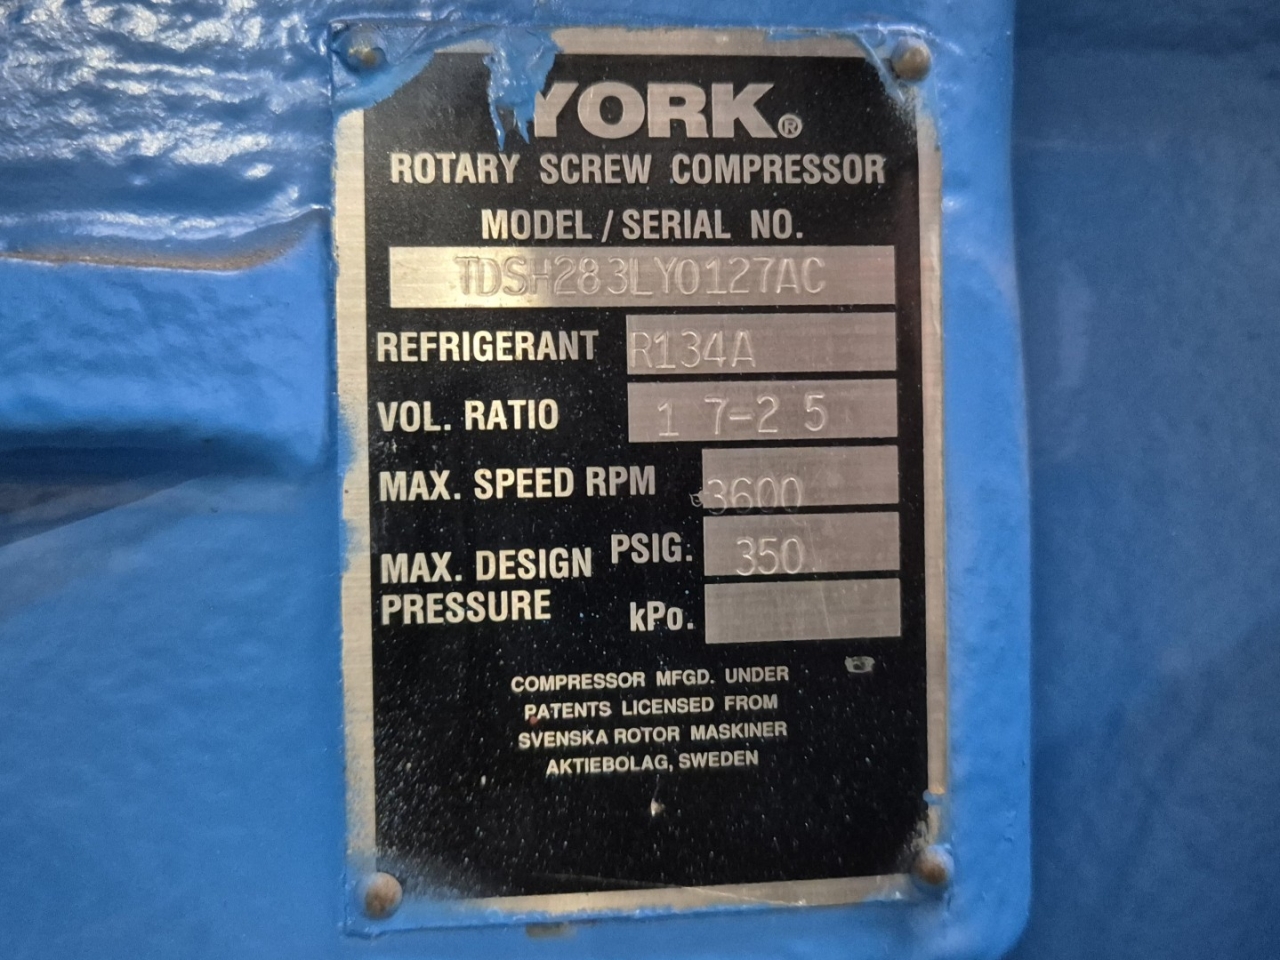 YORK®
ROTARY SCREW COMPRESSOR
MODEL / SERIAL NO.
TDSH283LY0127AC
REFRIGERANT R134A
VOL. RATIO 1 7-2 5
MAX. SPEED RPM 3600
MAX. DESIGN PRESSURE PSIG. 350
kPo.
COMPRESSOR MFGD. UNDER
PATENTS LICENSED FROM
SVENSKA ROTOR MASKINER
AKTIEBOLAG, SWEDEN